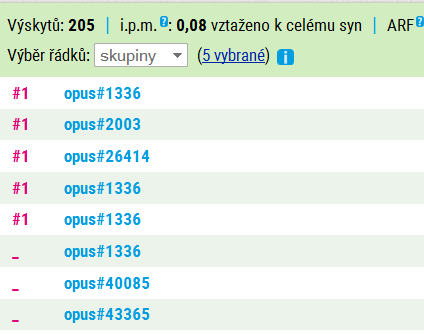 Výskytů: 205 | i.p.m.?: 0,08 vztaženo k celému syn | ARF?
Výběr řádků: skupiny (5 vybrané) i
#1 opus#1336
#1 opus#2003
#1 opus#26414
#1 opus#1336
#1 opus#1336
_ opus#1336
_ opus#40085
_ opus#43365